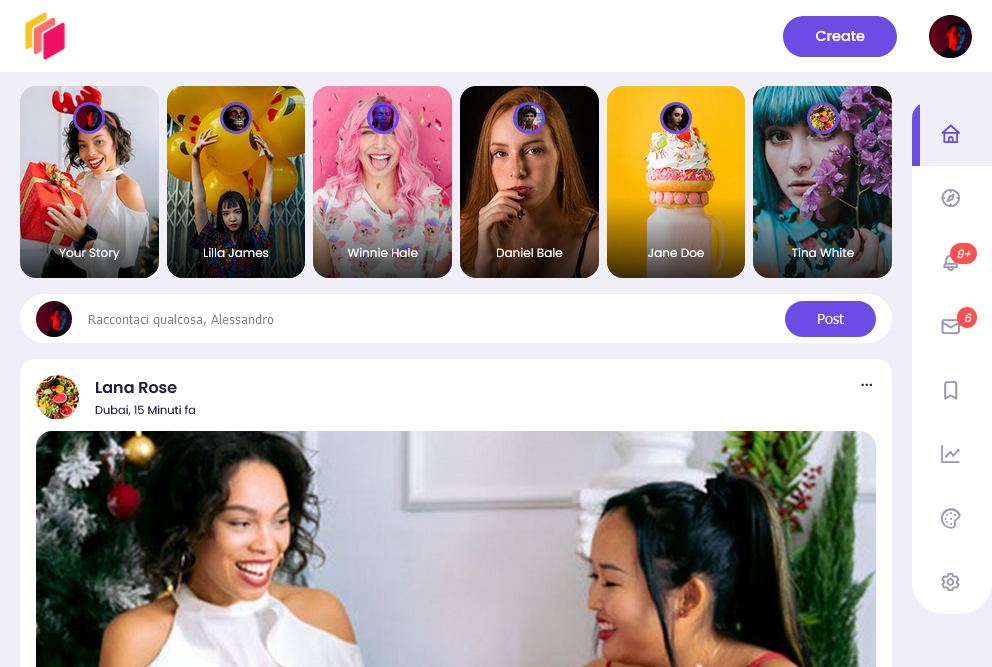 Create
Your Story
Lilla James
Winnie Hale
Daniel Bale
Jane Doe
Tina White
9+
6
Raccontaci qualcosa, Alessandro
Post
Lana Rose
Dubai, 15 Minuti fa